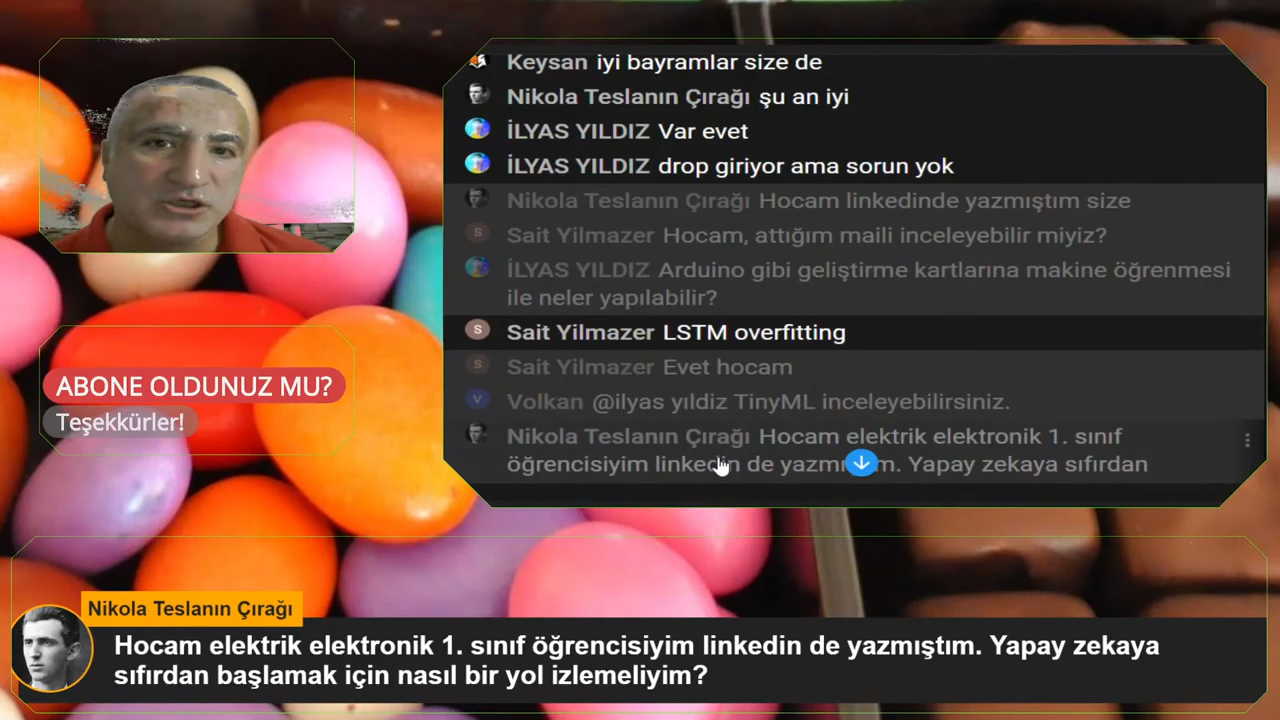 Keysan iyi bayramlar size de
Nikola Teslanın Çırağı şu an iyi
İLYAS YILDIZ Var evet
İLYAS YILDIZ drop giriyor ama sorun yok
Nikola Teslanın Çırağı Hocam linkedinde yazmıştım size
S Sait Yilmazer Hocam, attığım maili inceleyebilir miyiz?
İLYAS YILDIZ Arduino gibi geliştirme kartlarına makine öğrenmesi
ile neler yapılabilir?
S Sait Yilmazer LSTM overfitting
S Sait Yilmazer Evet hocam
V Volkan @ilyas yıldiz TinyML inceleyebilirsiniz.
Nikola Teslanın Çırağı Hocam elektrik elektronik 1. sınıf
öğrencisiyim de Yapay zekaya sıfırdan
ABONE OLDUNUZ MU?
Teşekkürler!
Nikola Teslanın Çırağı
Hocam elektrik elektronik 1. sınıf öğrencisiyim linkedin de yazmıştım. Yapay zekaya
sıfırdan başlamak için nasıl bir yol izlemeliyim?